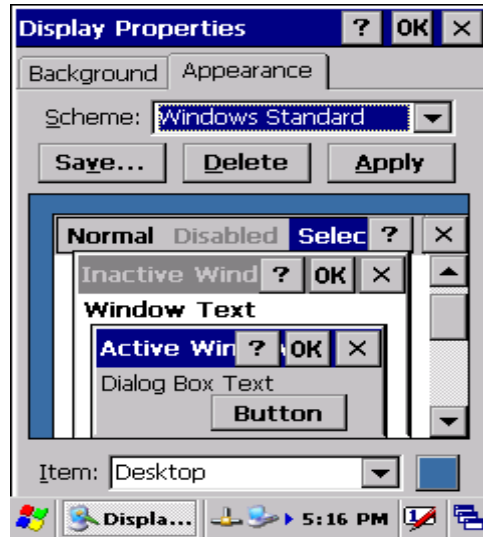 Display Properties ? OK ×
Background Appearance
Scheme: Windows Standard
Save... Delete Apply
Normal Disabled Selec ? ×
Inactive Wind ? OK ×
Window Text
Active Win ? OK ×
Dialog Box Text
Button
Item: Desktop
Displa... 5:16 PM